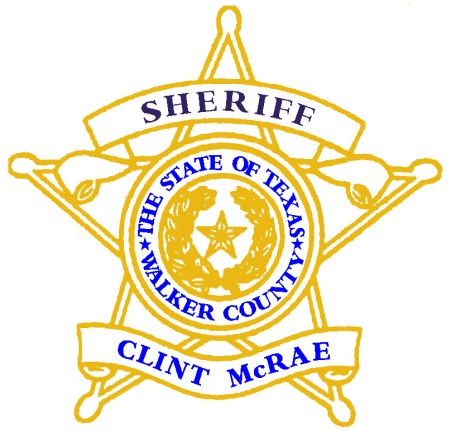 SHERIFF
★THE STATE OF TEXAS★
WALKER COUNTY
CLINT McRAE